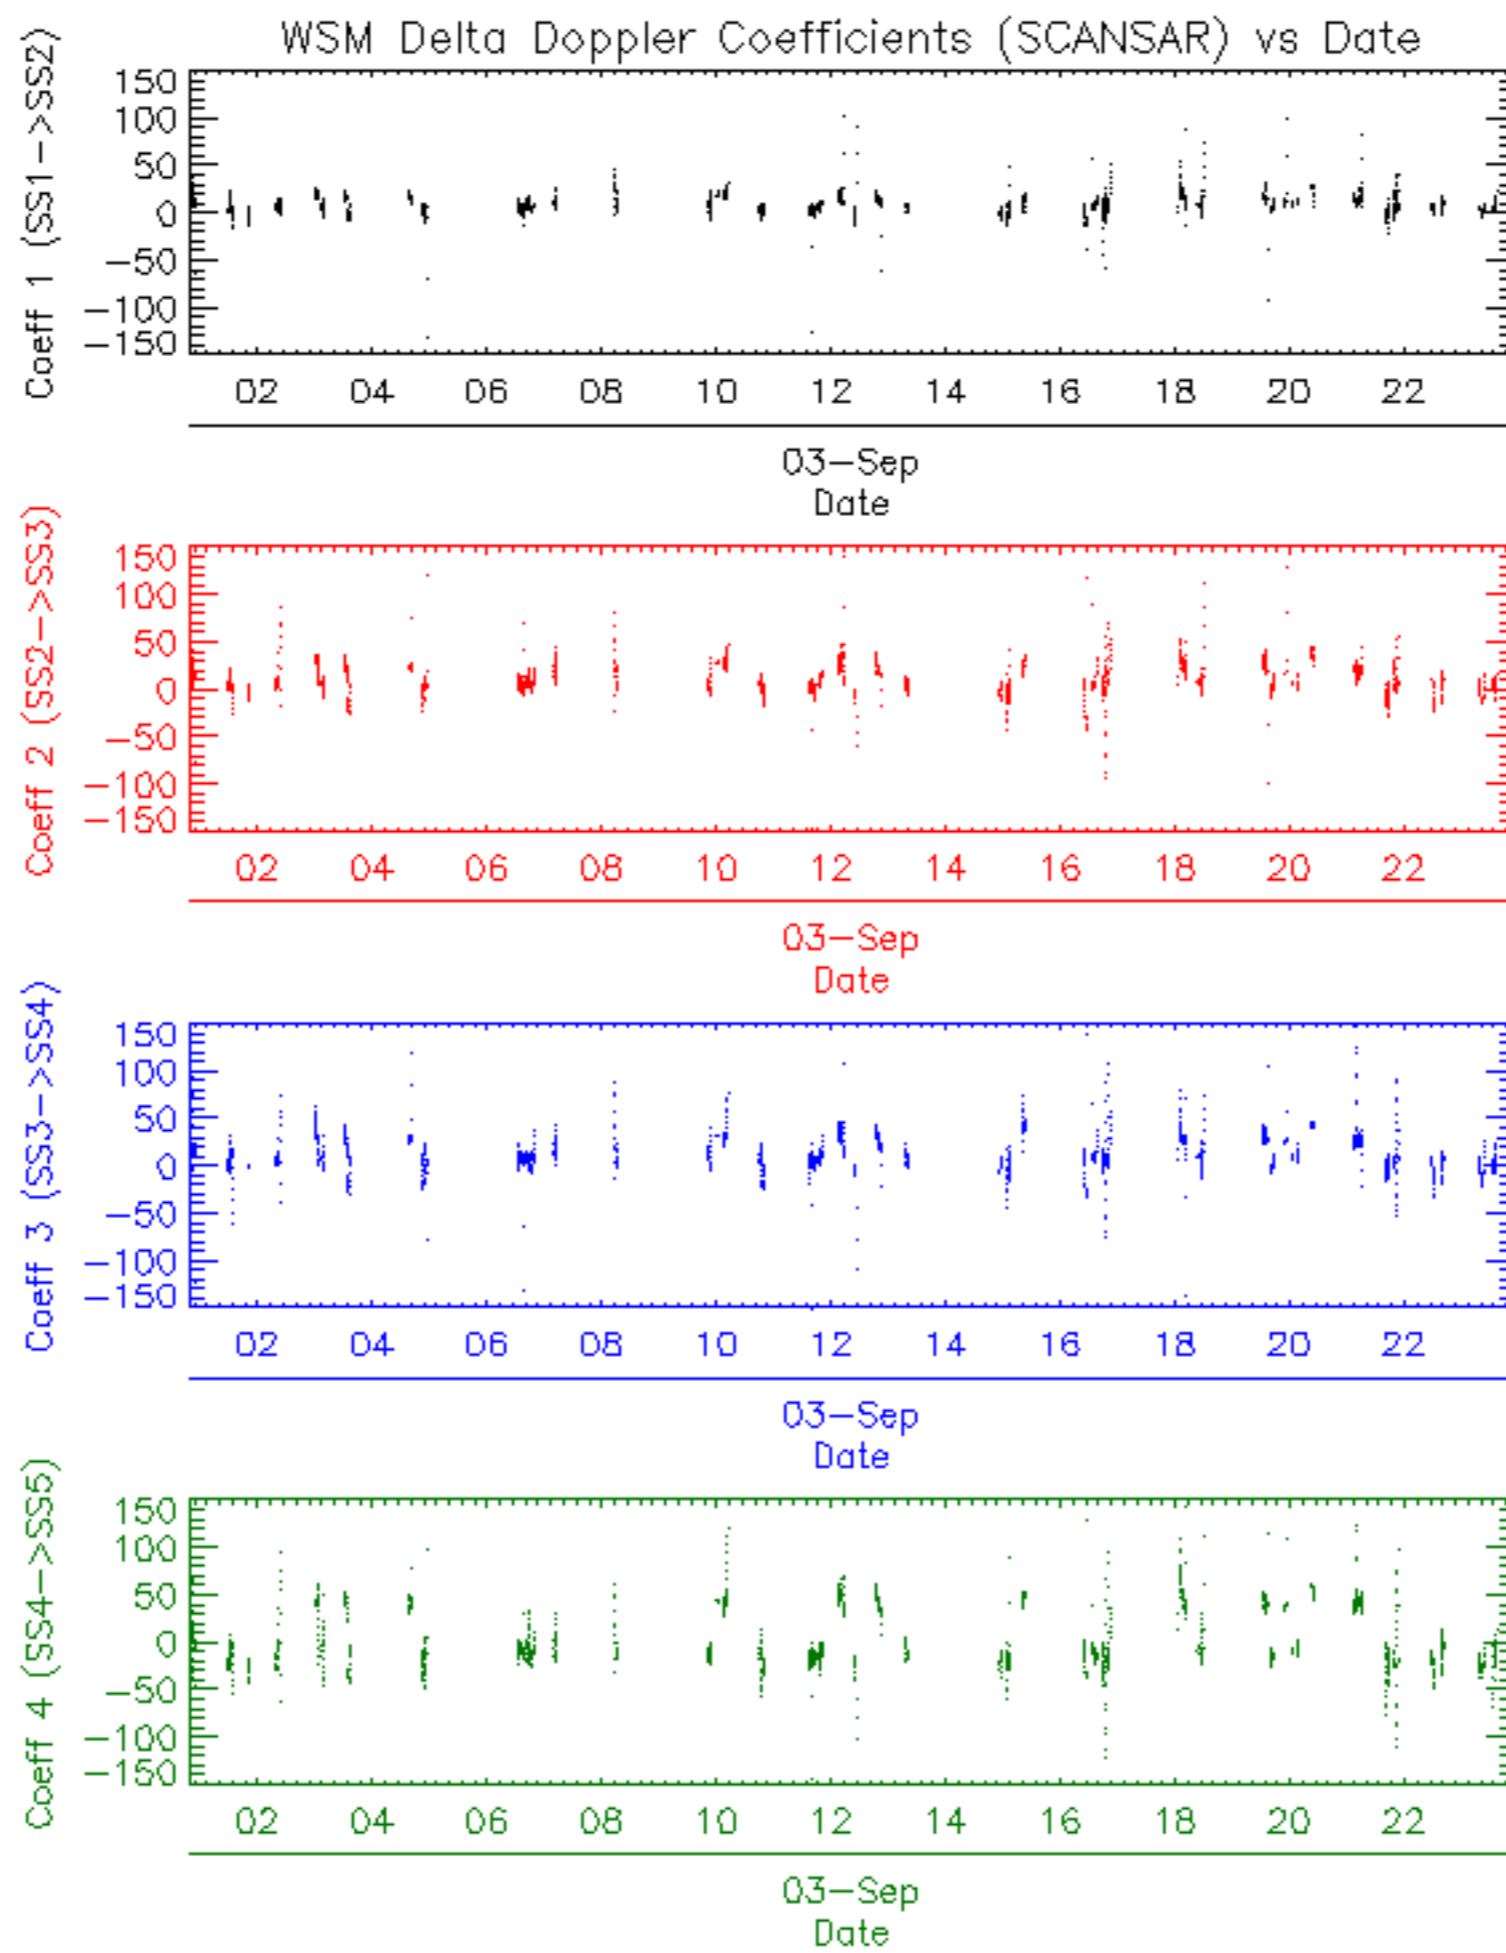 WSM Delta Doppler Coefficients (SCANSAR) vs Date
Coeff 1 (SS1->SS2)
150
100
50
0
-50
-100
-150
02 04 06 08 10 12 14 16 18 20 22
03-Sep
Date
Coeff 2 (SS2->SS3)
150
100
50
0
-50
-100
-150
02 04 06 08 10 12 14 16 18 20 22
03-Sep
Date
Coeff 3 (SS3->SS4)
150
100
50
0
-50
-100
-150
02 04 06 08 10 12 14 16 18 20 22
03-Sep
Date
Coeff 4 (SS4->SS5)
150
100
50
0
-50
-100
-150
02 04 06 08 10 12 14 16 18 20 22
03-Sep
Date